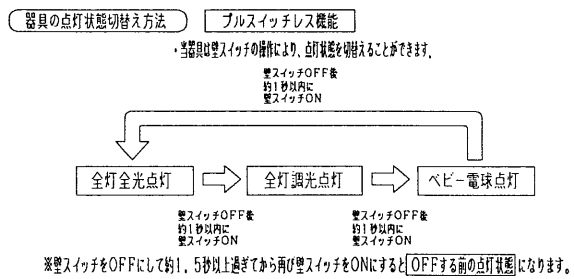 器具の点灯状態切替え方法 プルスイッチレス機能
・当器具は壁スイッチの操作により、点灯状態を切替えることができます。
壁スイッチOFF後
約1秒以内に
壁スイッチON
全灯全光点灯 全灯調光点灯 ベビー電球点灯
壁スイッチOFF後
約1秒以内に
壁スイッチON
壁スイッチOFF後
約1秒以内に
壁スイッチON
※壁スイッチをOFFにして約1.5秒以上過ぎてから再び壁スイッチをONにするとOFFする前の点灯状態になります。